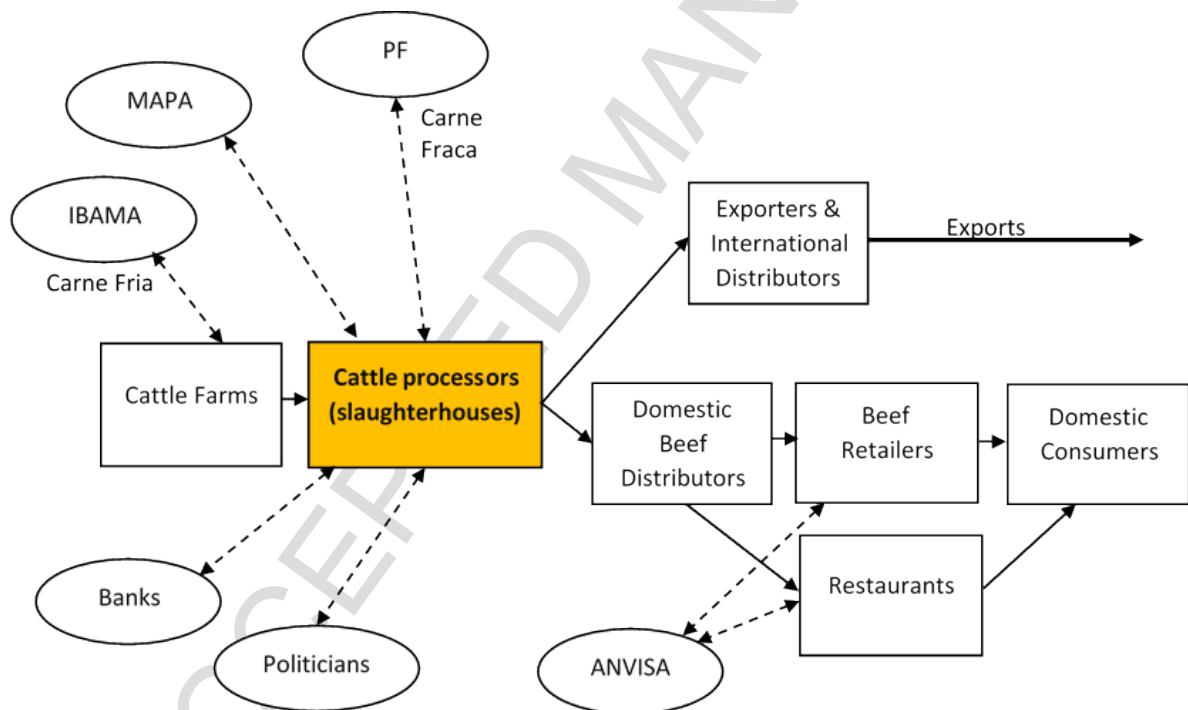 PF
MAPA
Carne
Fraca
IBAMA
Carne Fria
Exporters &
International
Distributors
Exports
Cattle Farms
Cattle processors
(slaughterhouses)
Domestic
Beef
Distributors
Beef
Retailers
Domestic
Consumers
Restaurants
Banks
Politicians
ANVISA